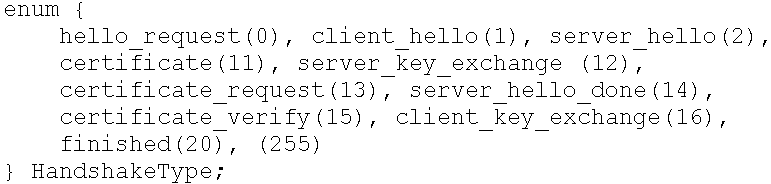 enum {
    hello_request(0), client_hello(1), server_hello(2),
    certificate(11), server_key_exchange (12),
    certificate_request(13), server_hello_done(14),
    certificate_verify(15), client_key_exchange(16),
    finished(20), (255)
} HandshakeType;